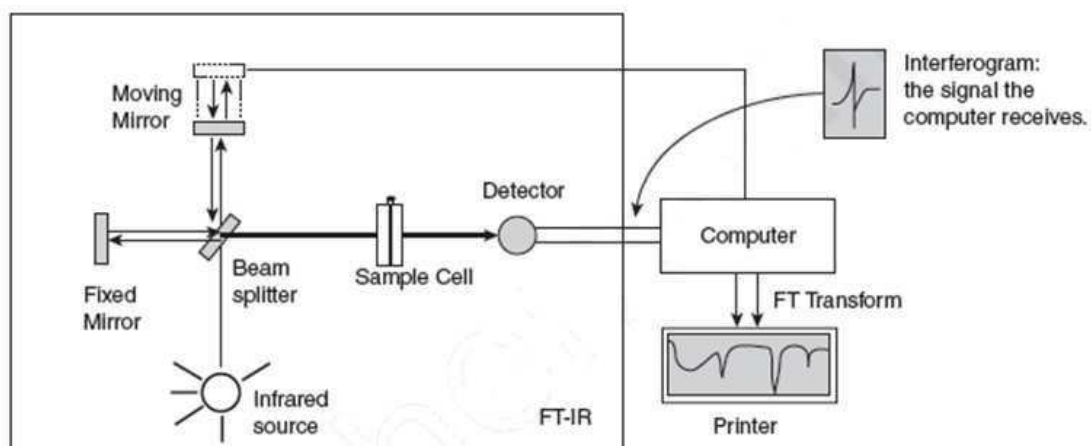 Moving
Mirror
Interferogram:
the signal the
computer receives.
Detector
Computer
Beam
splitter
Sample Cell
Fixed
Mirror
FT Transform
Infrared
source
FT-IR
Printer